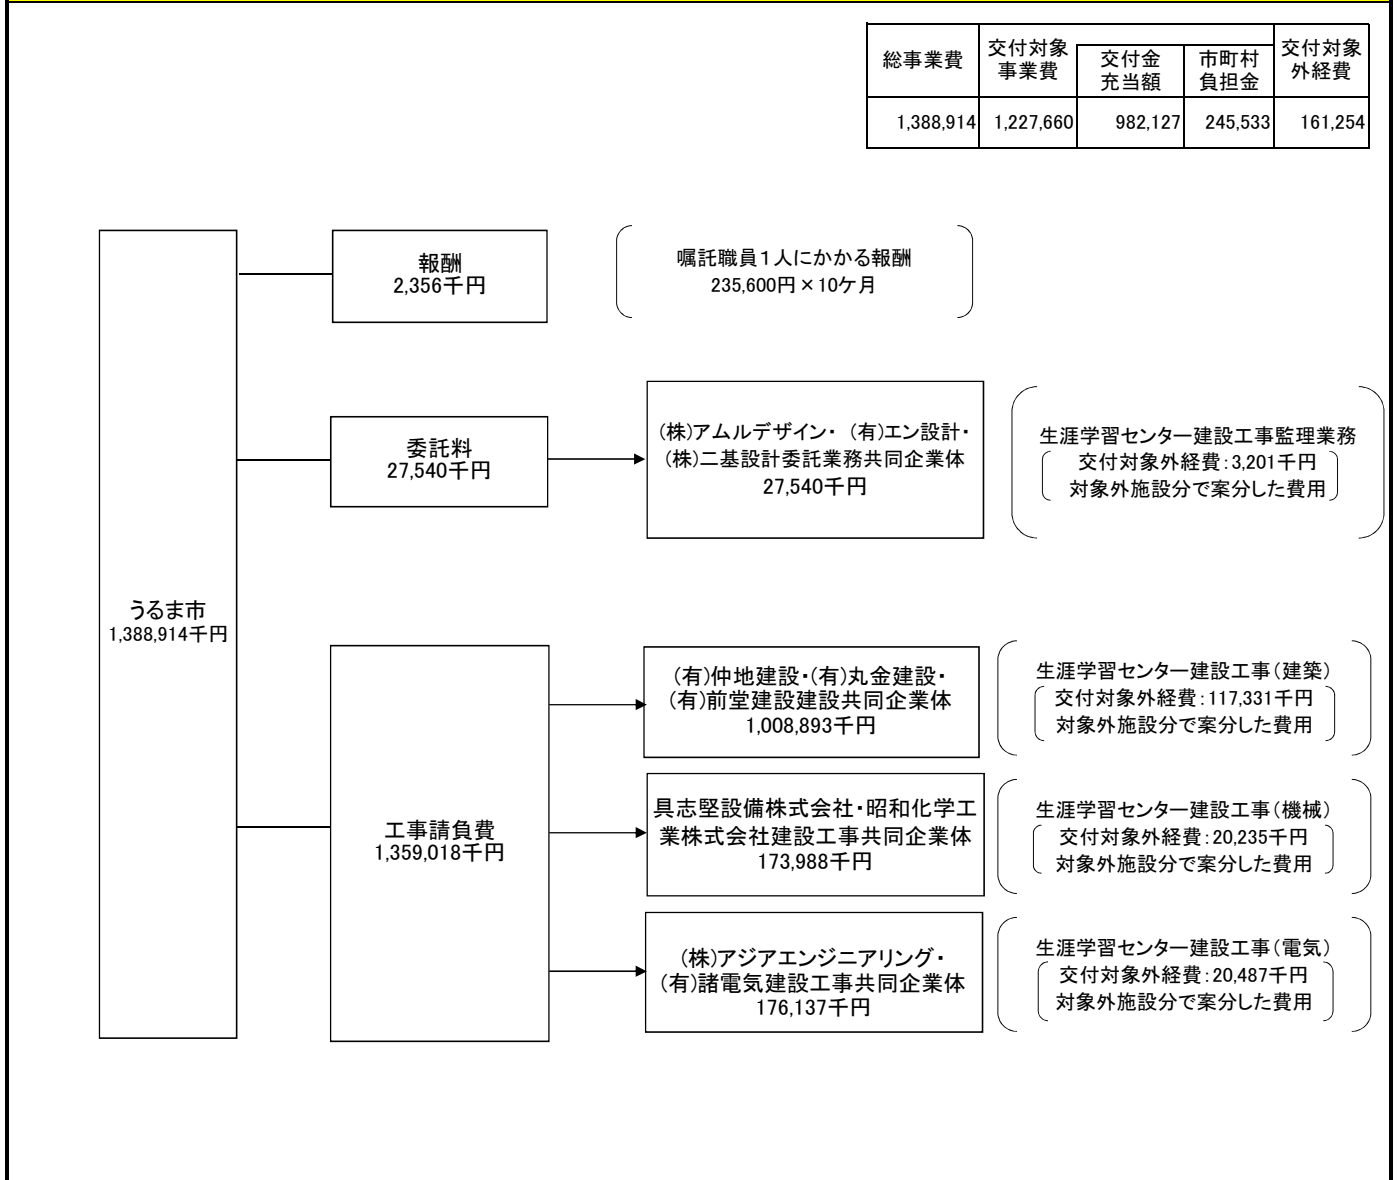 総事業費
交付対象
事業費
交付金
充当額
市町村
負担金
交付対象
外経費
1,388,914 1,227,660 982,127 245,533 161,254
報酬
2,356千円
嘱託職員1人にかかる報酬
235,600円×10ケ月
委託料
27,540千円
(株)アムルデザイン・ (有)エン設計・
(株)二基設計委託業務共同企業体
27,540千円
生涯学習センター建設工事監理業務
交付対象外経費:3,201千円
対象外施設分で案分した費用
うるま市
1,388,914千円
工事請負費
1,359,018千円
(有)仲地建設・(有)丸金建設・
(有)前堂建設建設共同企業体
1,008,893千円
生涯学習センター建設工事(建築)
交付対象外経費:117,331千円
対象外施設分で案分した費用
具志堅設備株式会社・昭和化学工
業株式会社建設工事共同企業体
173,988千円
生涯学習センター建設工事(機械)
交付対象外経費:20,235千円
対象外施設分で案分した費用
(株)アジアエンジニアリング・
(有)諸電気建設工事共同企業体
176,137千円
生涯学習センター建設工事(電気)
交付対象外経費:20,487千円
対象外施設分で案分した費用